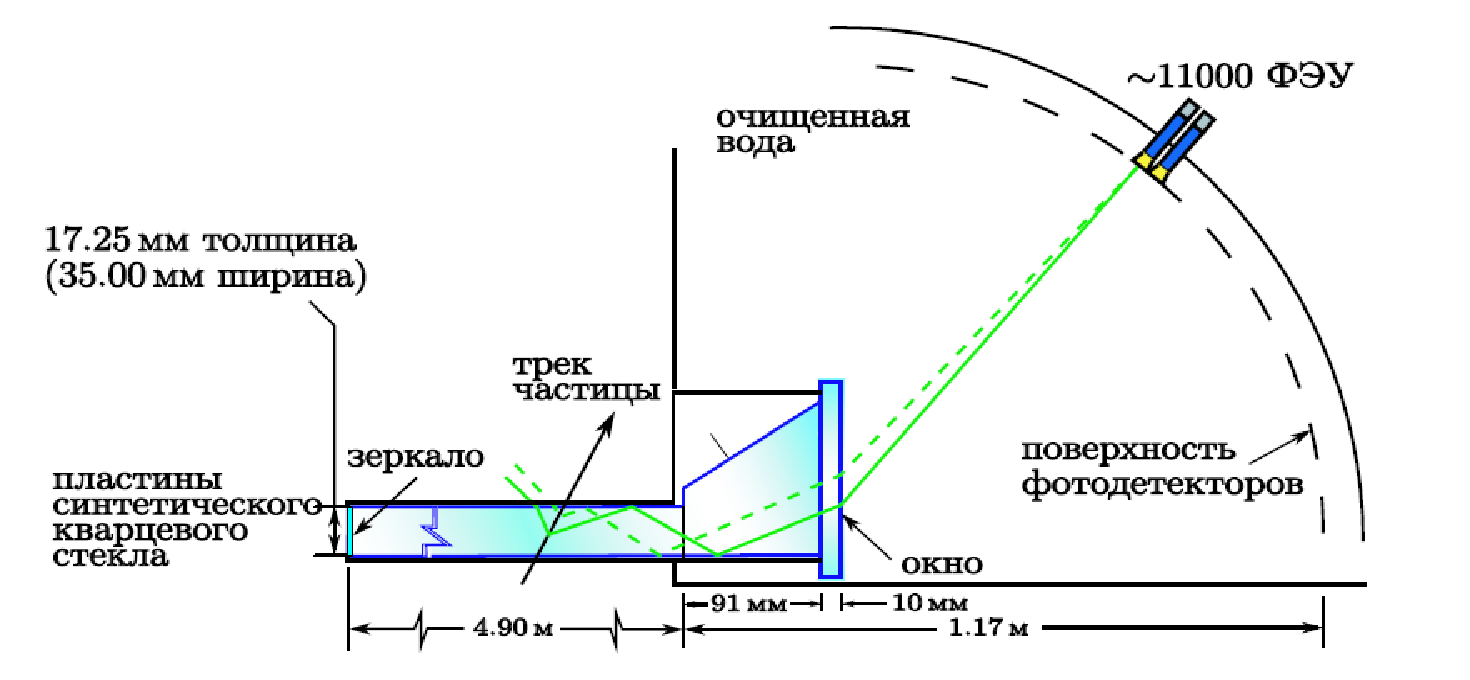 ~11000 ФЭУ
очищенная
вода
17.25 мм толщина
(35.00 мм ширина)
трек
частицы
зеркало
пластины
синтетического
кварцевого
стекла
поверхность
фотодетекторов
окно
91 мм
10 мм
4.90 м
1.17 м